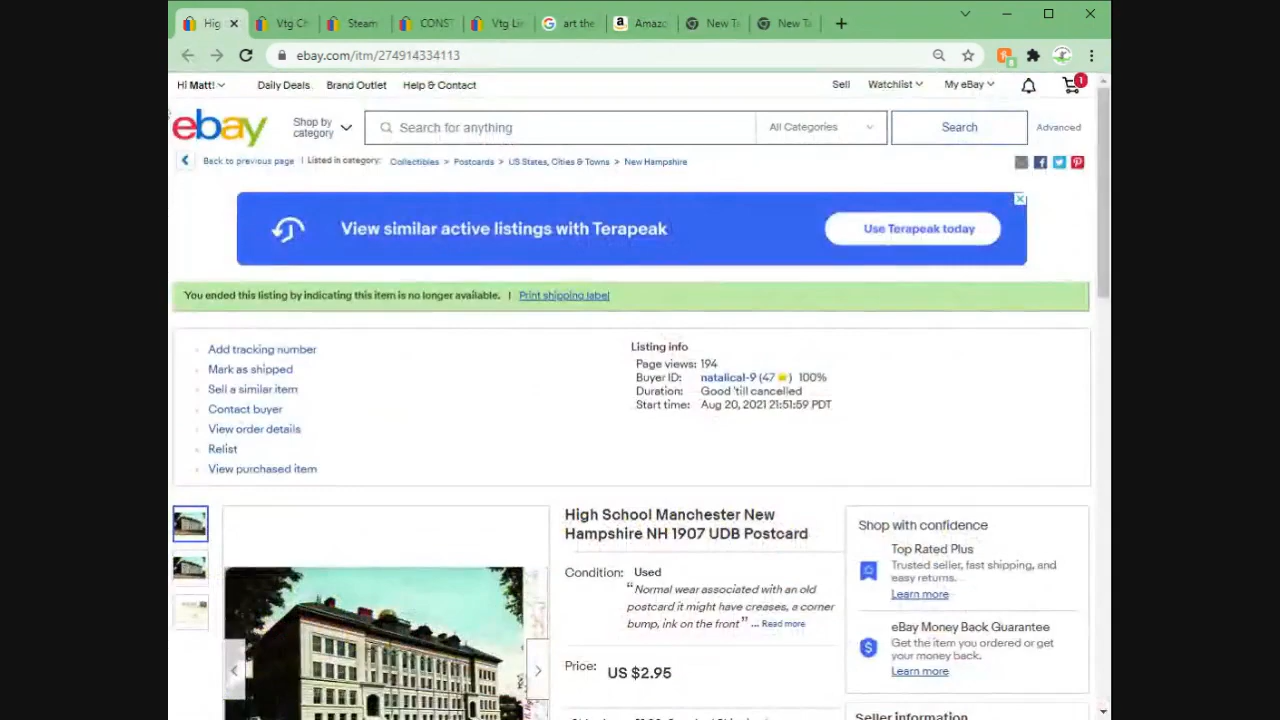 Hig
Vtg Ch
Steam
CONST
Vtg Li
art the
Amazo
New Ta
New Ta
ebay.com/itm/274914334113
Hi Matt!
Daily Deals
Brand Outlet
Help & Contact
Sell
Watchlist
My eBay
1
ebay
Shop by
category
Search for anything
All Categories
Search
Advanced
Back to previous page | Listed in category: Collectibles > Postcards > US States, Cities & Towns > New Hampshire
View similar active listings with Terapeak
Use Terapeak today
You ended this listing by indicating this item is no longer available. | Print shipping label
Add tracking number
Mark as shipped
Sell a similar item
Contact buyer
View order details
Relist
View purchased item
Listing info
Page views: 194
Buyer ID: natalical-9 (47 ) 100%
Duration: Good 'till cancelled
Start time: Aug 20, 2021 21:51:59 PDT
High School Manchester New
Hampshire NH 1907 UDB Postcard
Condition: Used
“Normal wear associated with an old
postcard it might have creases, a corner
bump, ink on the front” ... Read more
Price: US $2.95
Shop with confidence
Top Rated Plus
Trusted seller, fast shipping, and
easy returns.
Learn more
eBay Money Back Guarantee
Get the item you ordered or get
your money back.
Learn more
Seller information